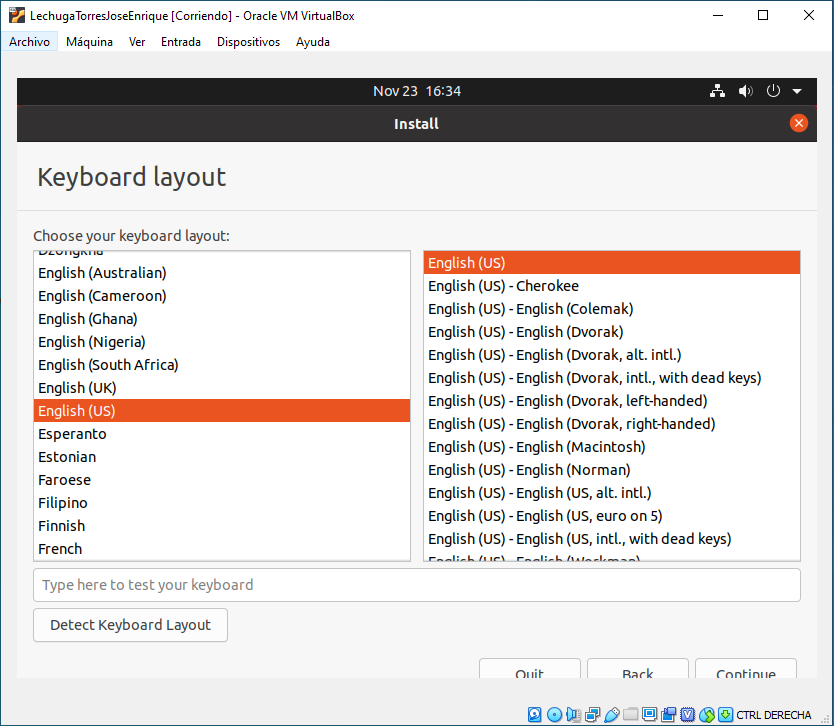 LechugaTorresJoseEnrique [Corriendo] - Oracle VM VirtualBox
Archivo Máquina Ver Entrada Dispositivos Ayuda
Nov 23 16:34
Install
Keyboard layout
Choose your keyboard layout:
Dzongkha
English (Australian)
English (Cameroon)
English (Ghana)
English (Nigeria)
English (South Africa)
English (UK)
English (US)
Esperanto
Estonian
Faroese
Filipino
Finnish
French
English (US)
English (US) - Cherokee
English (US) - English (Colemak)
English (US) - English (Dvorak)
English (US) - English (Dvorak, alt. intl.)
English (US) - English (Dvorak, intl., with dead keys)
English (US) - English (Dvorak, left-handed)
English (US) - English (Dvorak, right-handed)
English (US) - English (Macintosh)
English (US) - English (Norman)
English (US) - English (US, alt. intl.)
English (US) - English (US, euro on 5)
English (US) - English (US, intl., with dead keys)
English (US) - English (Workman)
Type here to test your keyboard
Detect Keyboard Layout
Quit Back Continue
CTRL DERECHA